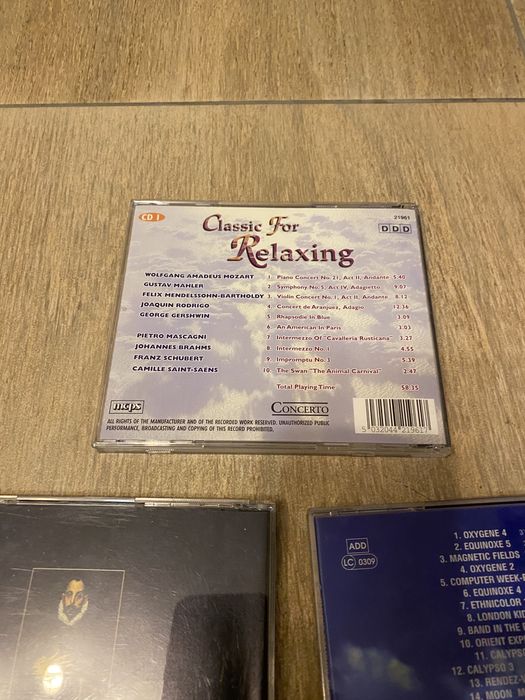 CD 1
Classic For
Relaxing
21961
DDD
WOLFGANG AMADEUS MOZART 1. Piano Concert No. 21, Act II, Andante 5.40
GUSTAV MAHLER 2. Symphony No. 5, Act IV, Adagietto 9.07
FELIX MENDELSSOHN-BARTHOLDY 3. Violin Concert No. 1, Act II, Andante 8.12
JOAQUIN RODRIGO 4. Concert de Aranjuez, Adagio 12.36
GEORGE GERSHWIN 5. Rhapsodie In Blue 3.09
6. An American In Paris 3.03
PIETRO MASCAGNI 7. Intermezzo Of "Cavalleria Rusticana" 3.27
JOHANNES BRAHMS 8. Intermezzo No. 1 4.55
FRANZ SCHUBERT 9. Impromptu No. 3 5.39
CAMILLE SAINT-SAENS 10. The Swan "The Animal Carnival" 2:47
Total Playing Time 58:35
mcps
CONCERTO
ALL RIGHTS OF THE MANUFACTURER AND OF THE RECORDED WORK RESERVED. UNAUTHORIZED PUBLIC
PERFORMANCE, BROADCASTING AND COPYING OF THIS RECORD PROHIBITED.
5 032044 219617
ADD
LC 0309
1. OXYGENE 4
2. EQUINOXE 5
3. MAGNETIC FIELDS
4. OXYGENE 2
5. COMPUTER WEEK-
6. EQUINOXE 4
7. ETHNICOLOR
8. LONDON KID
9. BAND IN THE
10. ORIENT EXP
11. CALYPS
12. CALYPSO 3
13. RENDEZ-
14. MOON